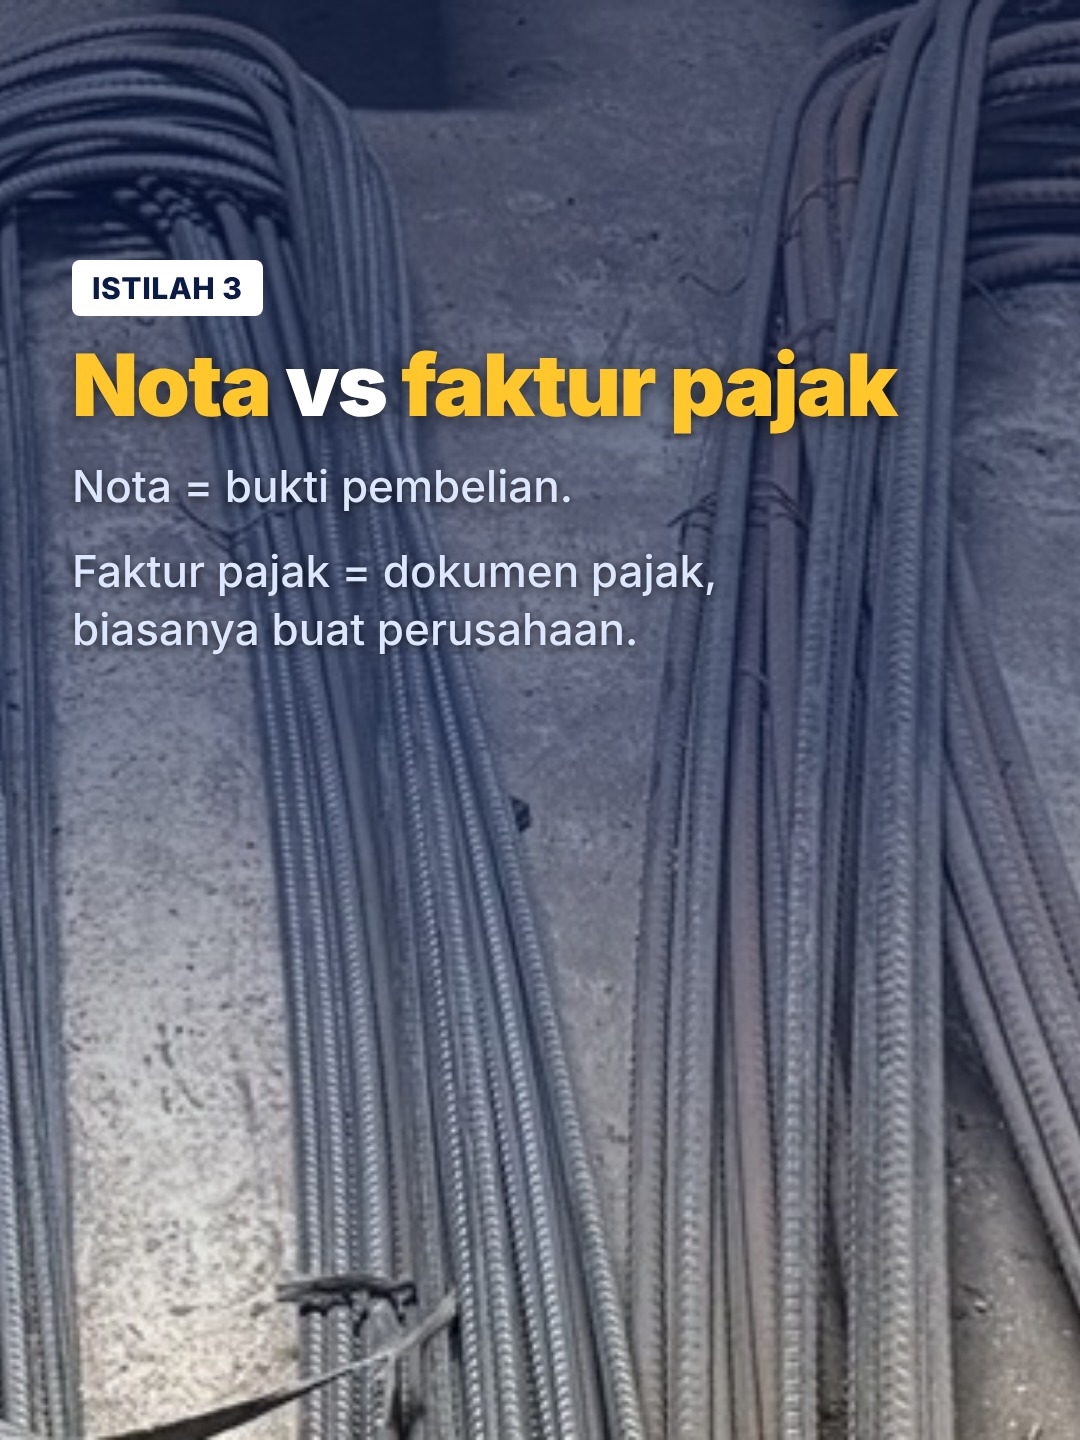 ISTILAH 3
Nota vs faktur pajak
Nota = bukti pembelian.
Faktur pajak = dokumen pajak,
biasanya buat perusahaan.